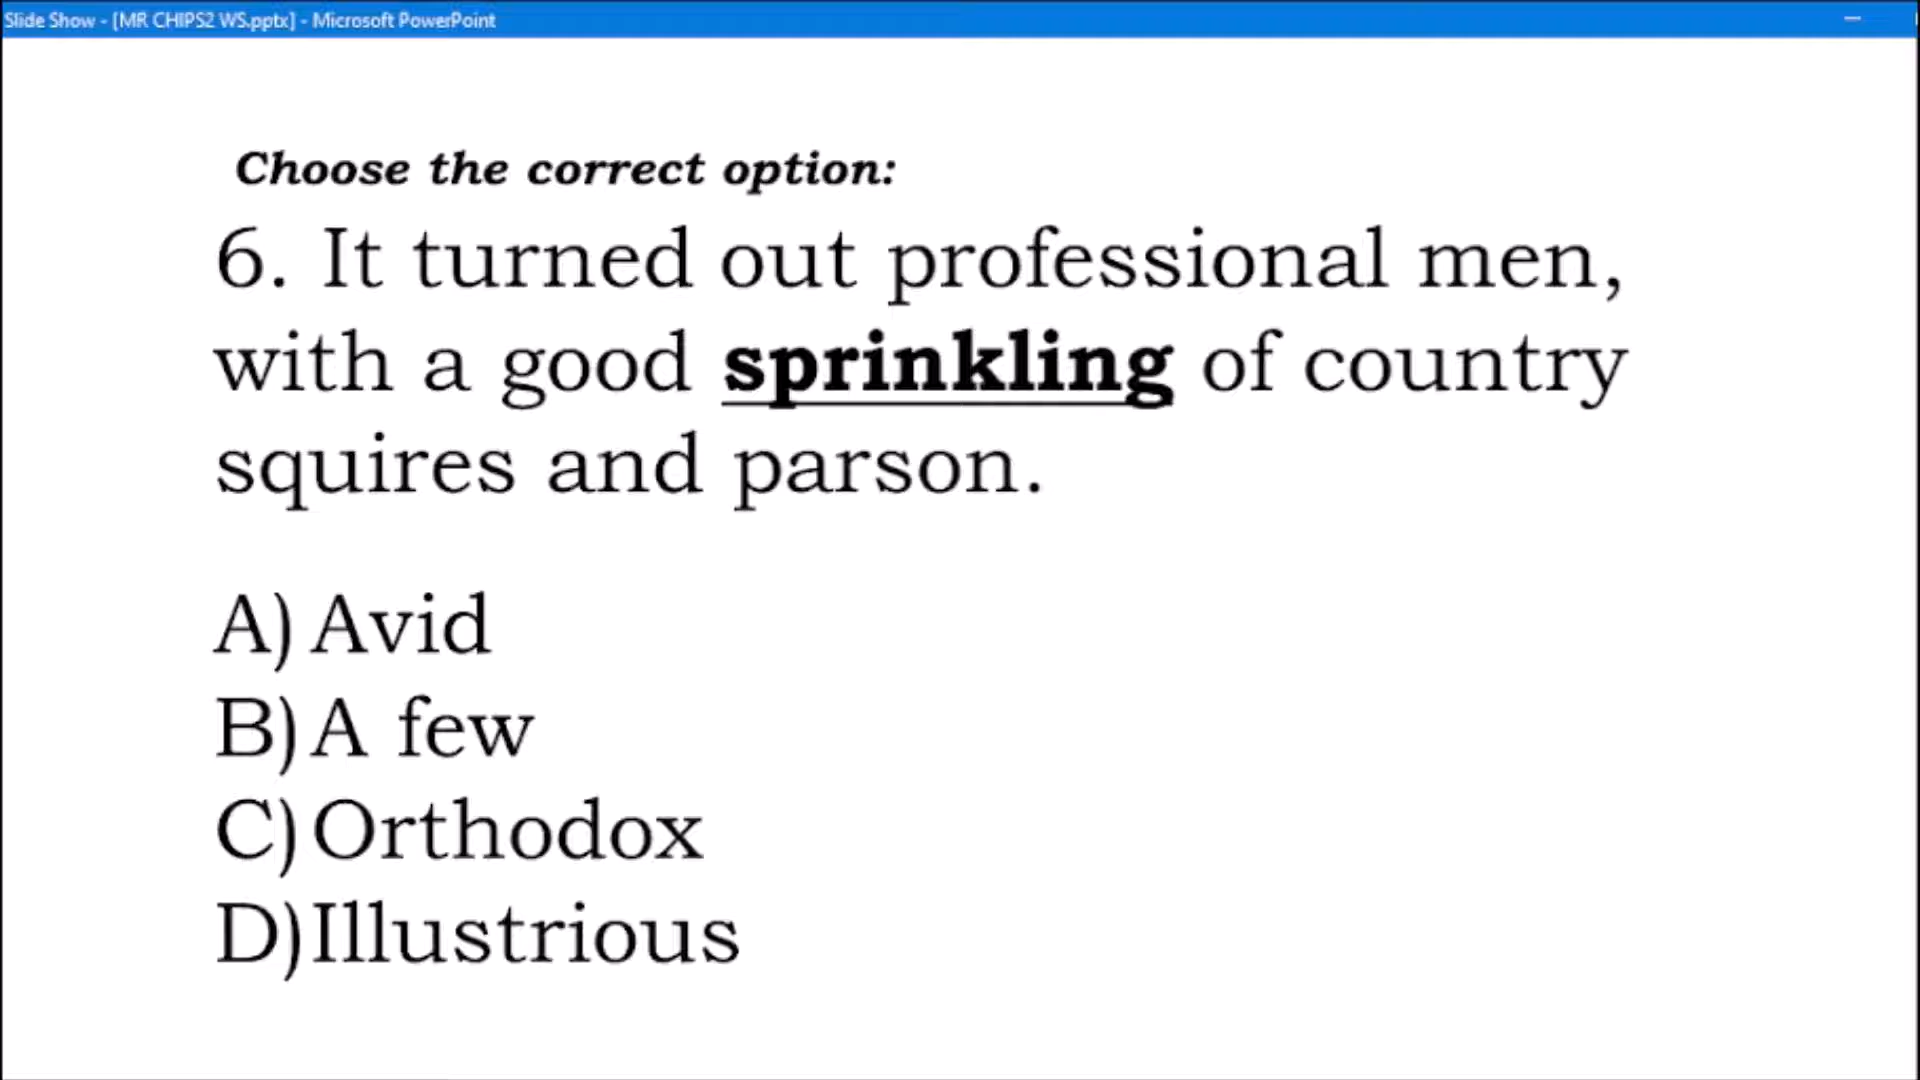 Slide Show - [MR CHIPS2 WS.pptx] - Microsoft PowerPoint
Choose the correct option:
6. It turned out professional men,
with a good sprinkling of country
squires and parson.
A) Avid
B) A few
C) Orthodox
D) Illustrious